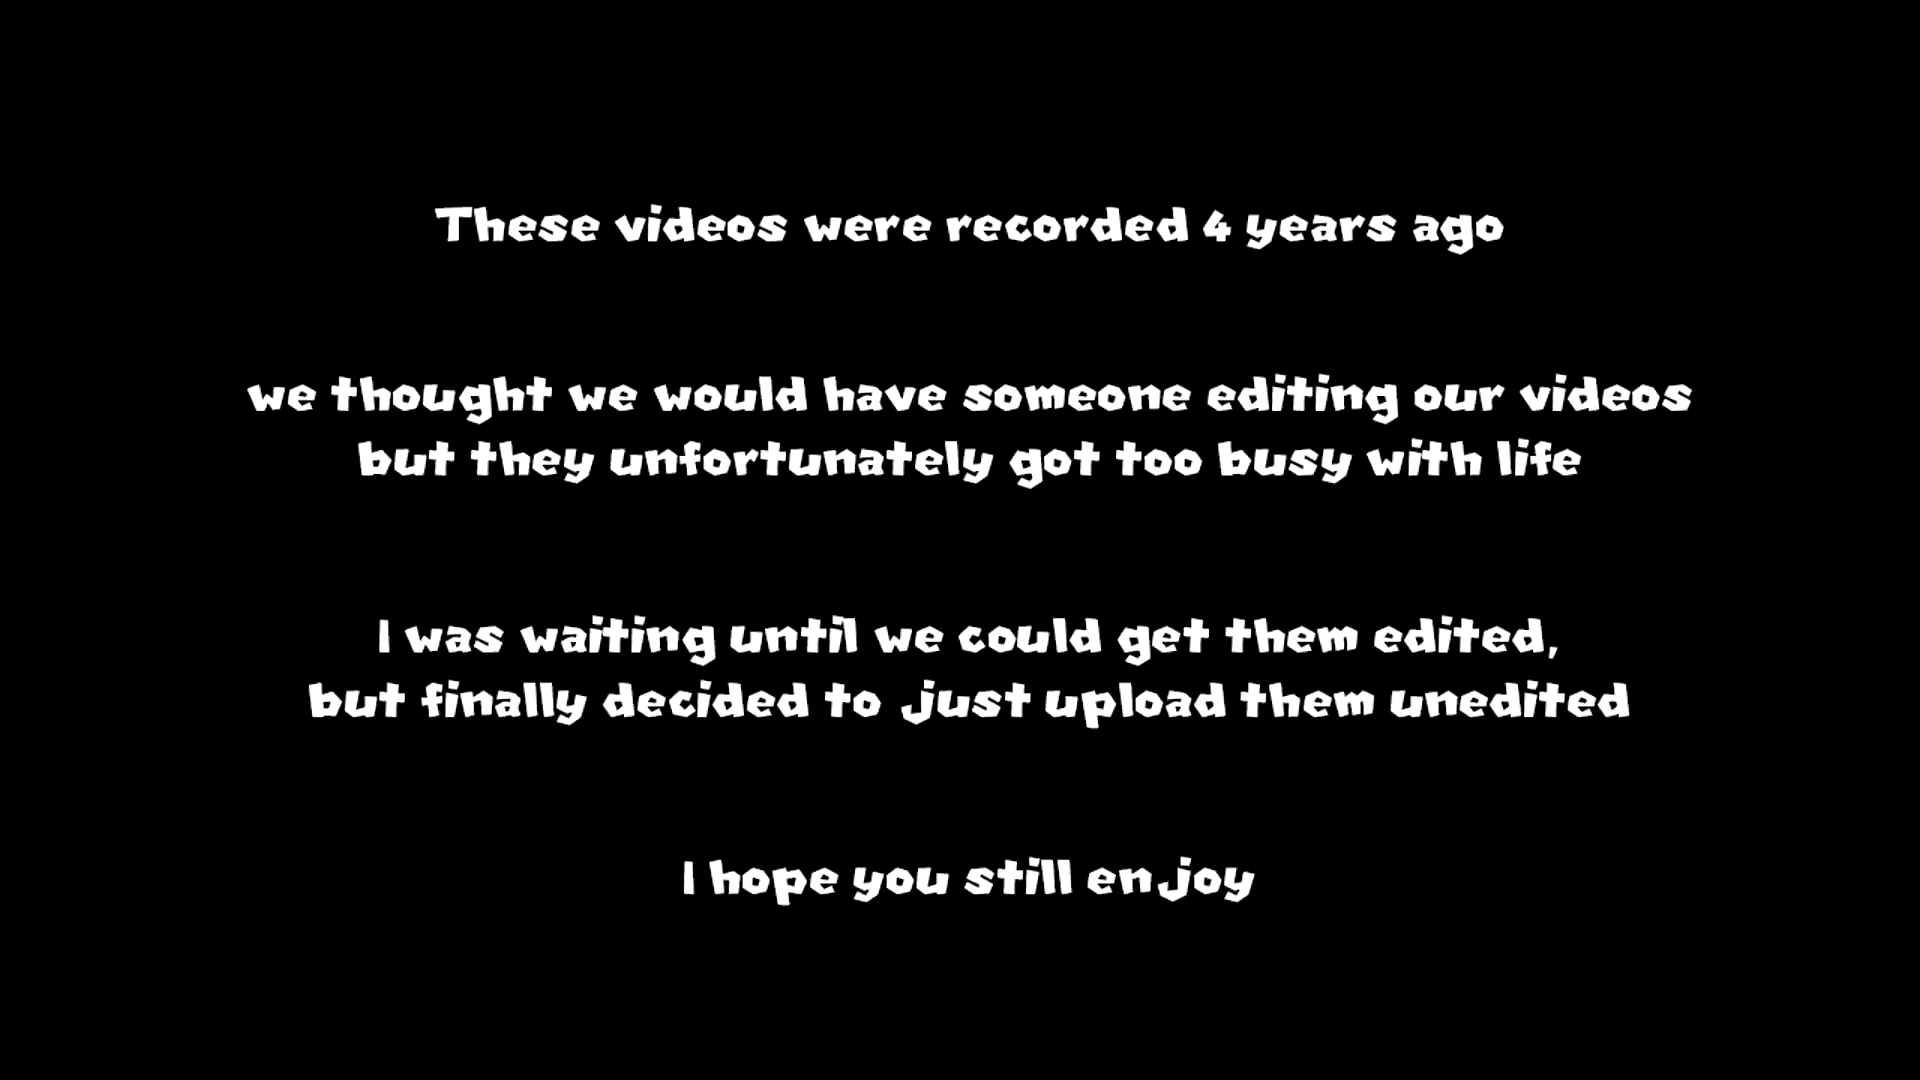 These videos were recorded 4 years ago
we thought we would have someone editing our videos
but they unfortunately got too busy with life
I was waiting until we could get them edited,
but finally decided to just upload them unedited
I hope you still enjoy